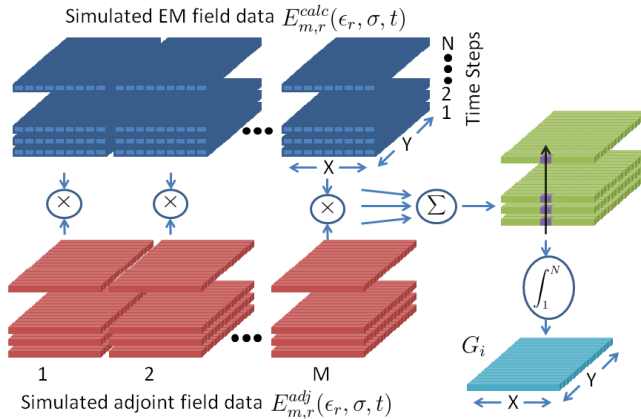 Simulated EM field data E^{calc}_{m,r}(ϵ_r, σ, t)
N
2
1
Time Steps
X
Y
×
×
×
∑
∫_1^N
1
2
M
G_i
X
Y
Simulated adjoint field data E^{adj}_{m,r}(ϵ_r, σ, t)